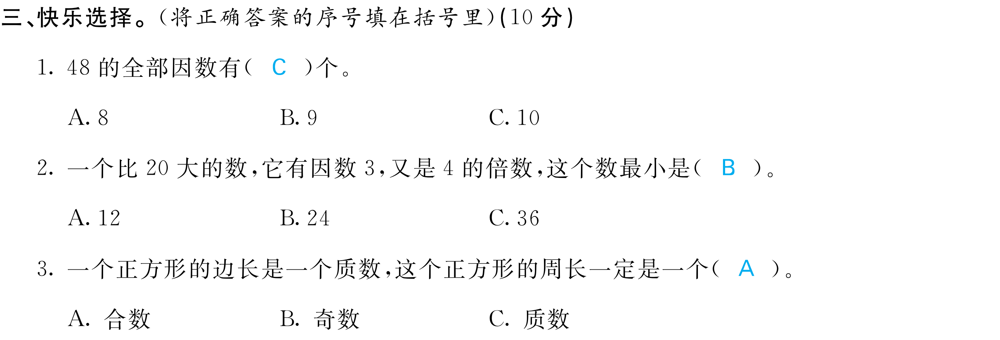 三、快乐选择。(将正确答案的序号填在括号里)(10 分)
1. 48 的全部因数有( C )个。
A. 8 B. 9 C. 10
2. 一个比 20 大的数,它有因数 3,又是 4 的倍数,这个数最小是( B )。
A. 12 B. 24 C. 36
3. 一个正方形的边长是一个质数,这个正方形的周长一定是一个( A )。
A. 合数 B. 奇数 C. 质数